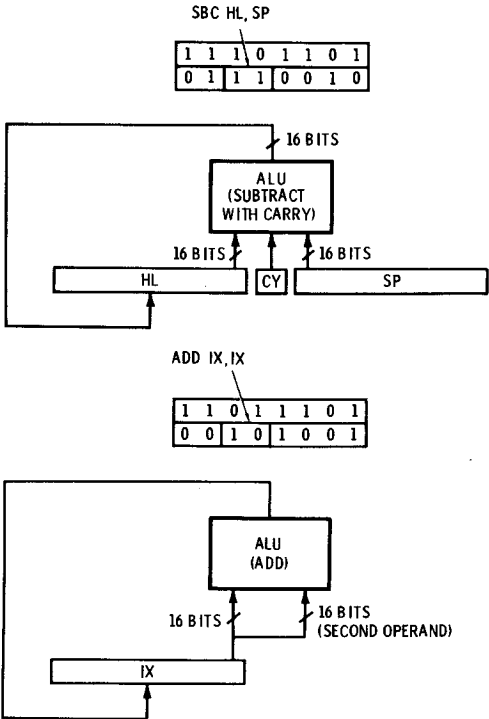 SBC HL, SP
1 1 1 0 1 1 0 1
0 1 1 1 0 0 1 0
16 BITS
ALU
(SUBTRACT
WITH CARRY)
16 BITS
16 BITS
HL
CY
SP
ADD IX, IX
1 1 0 1 1 1 0 1
0 0 1 0 1 0 0 1
ALU
(ADD)
16 BITS
16 BITS
(SECOND OPERAND)
IX